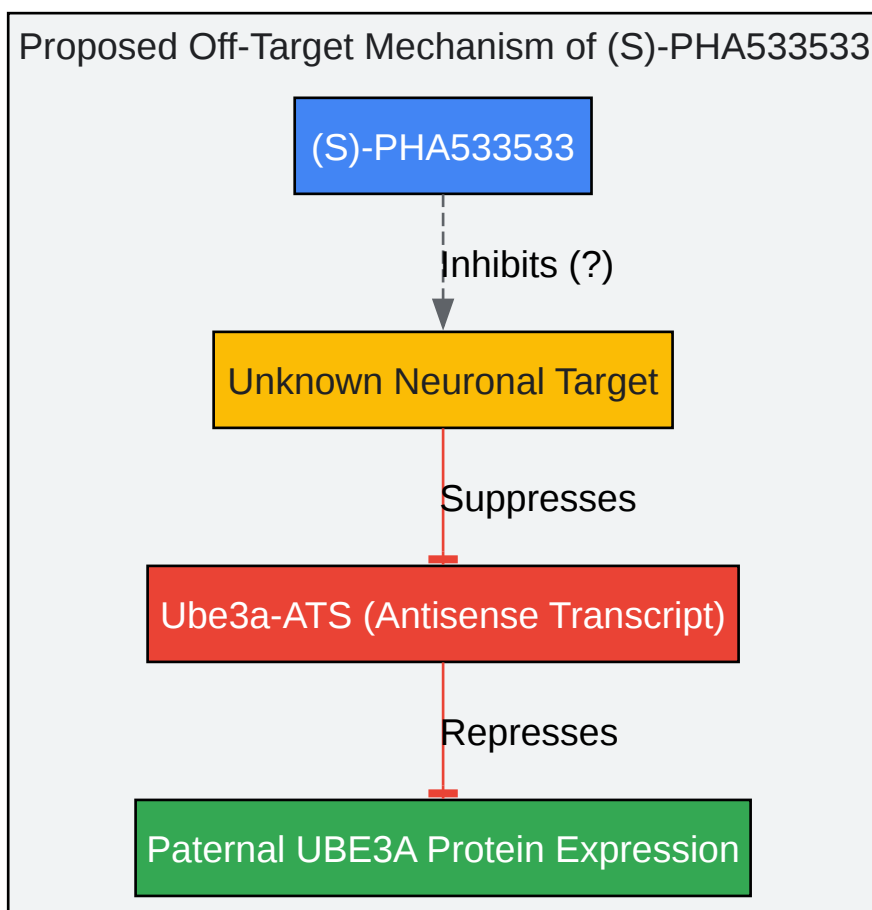 Proposed Off-Target Mechanism of (S)-PHA533533
(S)-PHA533533
Inhibits (?)
Unknown Neuronal Target
Suppresses
Ube3a-ATS (Antisense Transcript)
Represses
Paternal UBE3A Protein Expression